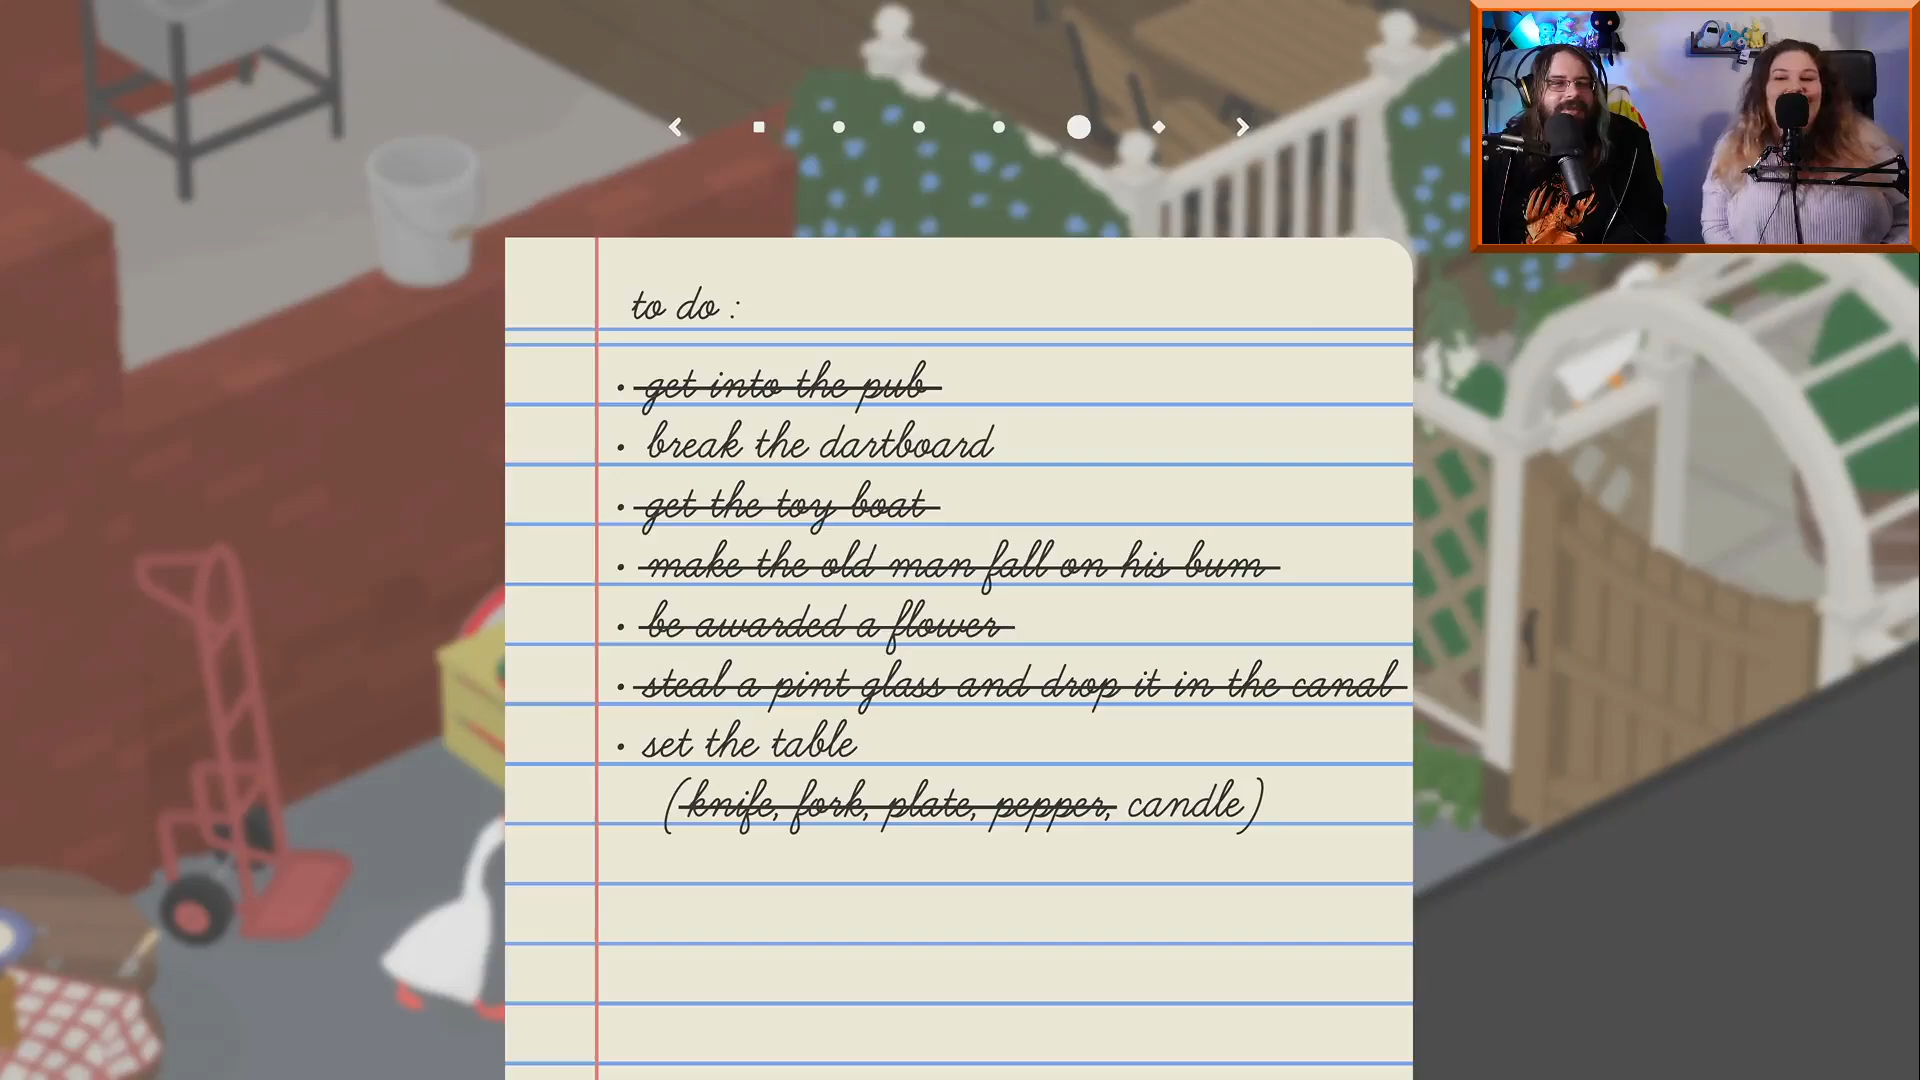 to do :
• get into the pub
• break the dartboard
• get the toy boat
• make the old man fall on his bum
• be awarded a flower
• steal a pint glass and drop it in the canal
• set the table
(knife, fork, plate, pepper, candle)